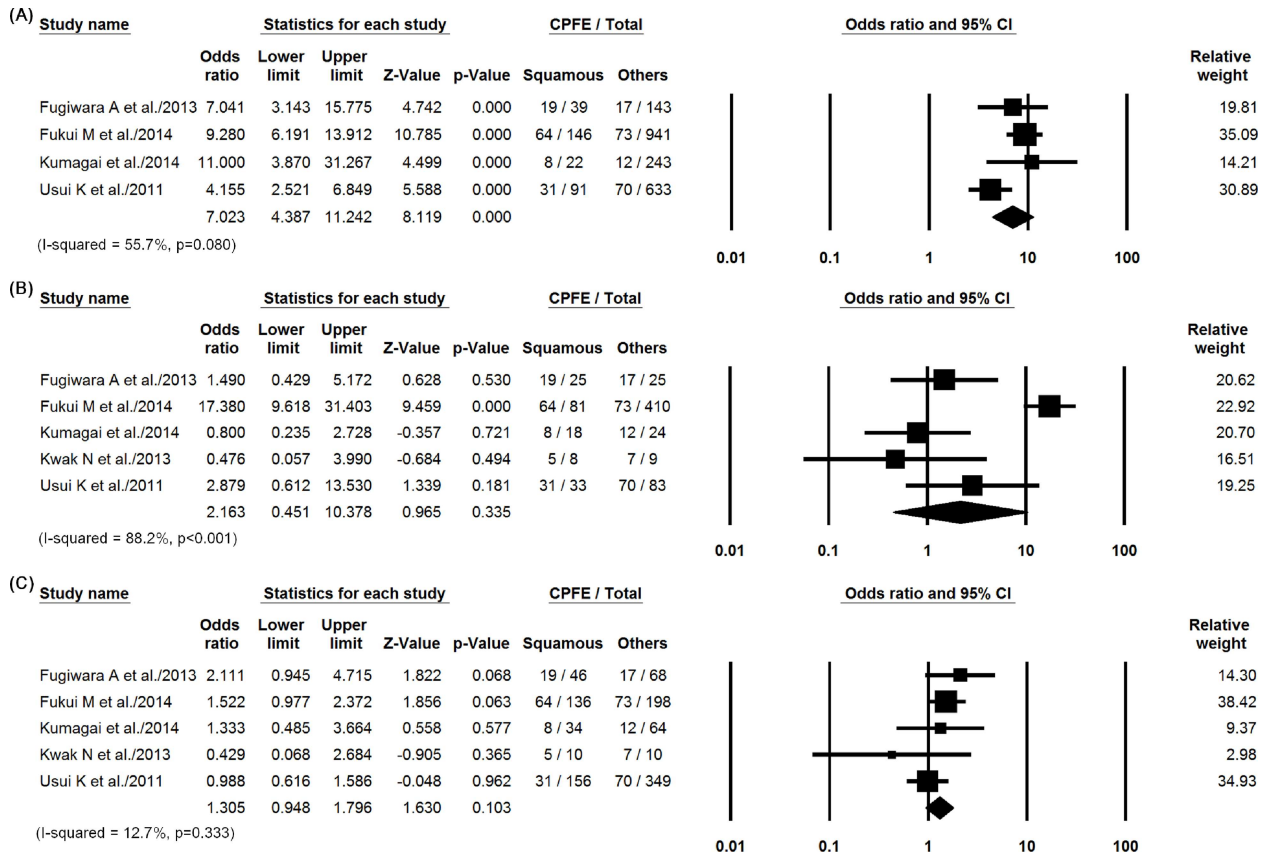 (A)
Study name Statistics for each study CPFE / Total Odds ratio and 95% CI
Odds Lower Upper Relative
ratio limit limit Z-Value p-Value Squamous Others weight
Fugiwara A et al./2013 7.041 3.143 15.775 4.742 0.000 19 / 39 17 / 143 19.81
Fukui M et al./2014 9.280 6.191 13.912 10.785 0.000 64 / 146 73 / 941 35.09
Kumagai et al./2014 11.000 3.870 31.267 4.499 0.000 8 / 22 12 / 243 14.21
Usui K et al./2011 4.155 2.521 6.849 5.588 0.000 31 / 91 70 / 633 30.89
7.023 4.387 11.242 8.119 0.000
(I-squared = 55.7%, p=0.080)
0.01 0.1 1 10 100
(B)
Study name Statistics for each study CPFE / Total Odds ratio and 95% CI
Odds Lower Upper Relative
ratio limit limit Z-Value p-Value Squamous Others weight
Fugiwara A et al./2013 1.490 0.429 5.172 0.628 0.530 19 / 25 17 / 25 20.62
Fukui M et al./2014 17.380 9.618 31.403 9.459 0.000 64 / 81 73 / 410 22.92
Kumagai et al./2014 0.800 0.235 2.728 -0.357 0.721 8 / 18 12 / 24 20.70
Kwak N et al./2013 0.476 0.057 3.990 -0.684 0.494 5 / 8 7 / 9 16.51
Usui K et al./2011 2.879 0.612 13.530 1.339 0.181 31 / 33 70 / 83 19.25
2.163 0.451 10.378 0.965 0.335
(I-squared = 88.2%, p<0.001)
0.01 0.1 1 10 100
(C)
Study name Statistics for each study CPFE / Total Odds ratio and 95% CI
Odds Lower Upper Relative
ratio limit limit Z-Value p-Value Squamous Others weight
Fugiwara A et al./2013 2.111 0.945 4.715 1.822 0.068 19 / 46 17 / 68 14.30
Fukui M et al./2014 1.522 0.977 2.372 1.856 0.063 64 / 136 73 / 198 38.42
Kumagai et al./2014 1.333 0.485 3.664 0.558 0.577 8 / 34 12 / 64 9.37
Kwak N et al./2013 0.429 0.068 2.684 -0.905 0.365 5 / 10 7 / 10 2.98
Usui K et al./2011 0.988 0.616 1.586 -0.048 0.962 31 / 156 70 / 349 34.93
1.305 0.948 1.796 1.630 0.103
(I-squared = 12.7%, p=0.333)
0.01 0.1 1 10 100